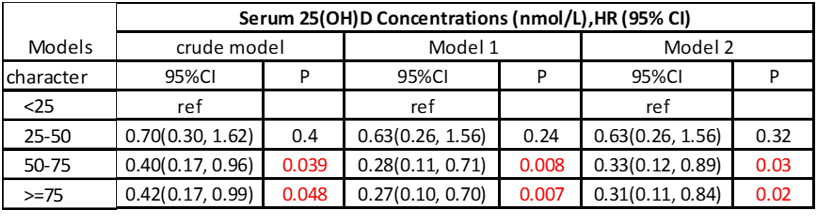 Serum 25(OH)D Concentrations (nmol/L),HR (95% CI)
Models crude model Model 1 Model 2
character 95%CI P 95%CI P 95%CI P
<25 ref ref ref
25-50 0.70(0.30, 1.62) 0.4 0.63(0.26, 1.56) 0.24 0.63(0.26, 1.56) 0.32
50-75 0.40(0.17, 0.96) 0.039 0.28(0.11, 0.71) 0.008 0.33(0.12, 0.89) 0.03
>=75 0.42(0.17, 0.99) 0.048 0.27(0.10, 0.70) 0.007 0.31(0.11, 0.84) 0.02